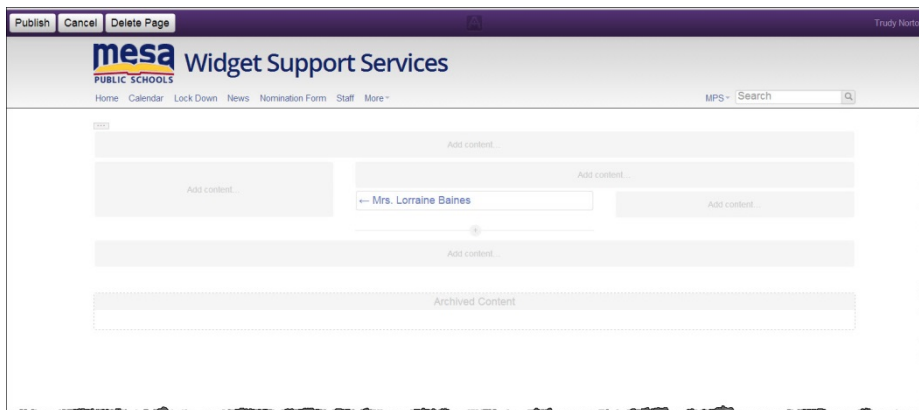 Publish Cancel Delete Page Trudy Norto
mesa
PUBLIC SCHOOLS
Widget Support Services
Home Calendar Lock Down News Nomination Form Staff More MPS Search
Add content...
Add content...
Add content...
← Mrs. Lorraine Baines
Add content...
Add content...
Archived Content